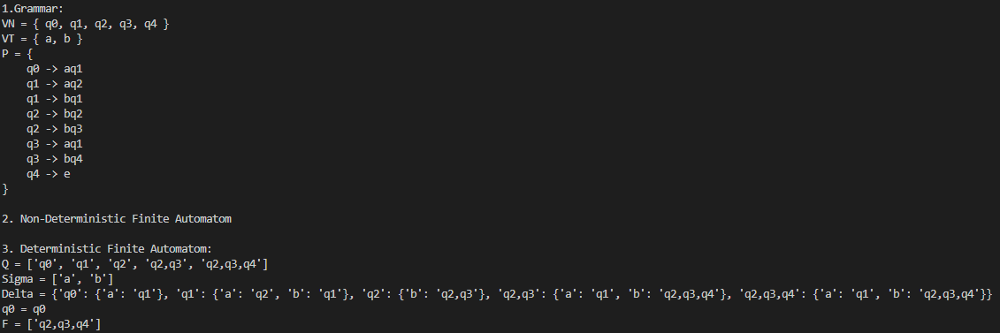 1.Grammar:
VN = { q0, q1, q2, q3, q4 }
VT = { a, b }
P = {
    q0 -> aq1
    q1 -> aq2
    q1 -> bq1
    q2 -> bq2
    q2 -> bq3
    q3 -> aq1
    q3 -> bq4
    q4 -> e
}

2. Non-Deterministic Finite Automatom

3. Deterministic Finite Automatom:
Q = ['q0', 'q1', 'q2', 'q2,q3', 'q2,q3,q4']
Sigma = ['a', 'b']
Delta = {'q0': {'a': 'q1'}, 'q1': {'a': 'q2', 'b': 'q1'}, 'q2': {'b': 'q2,q3'}, 'q2,q3': {'a': 'q1', 'b': 'q2,q3,q4'}, 'q2,q3,q4': {'a': 'q1', 'b': 'q2,q3,q4'}}
q0 = q0
F = ['q2,q3,q4']